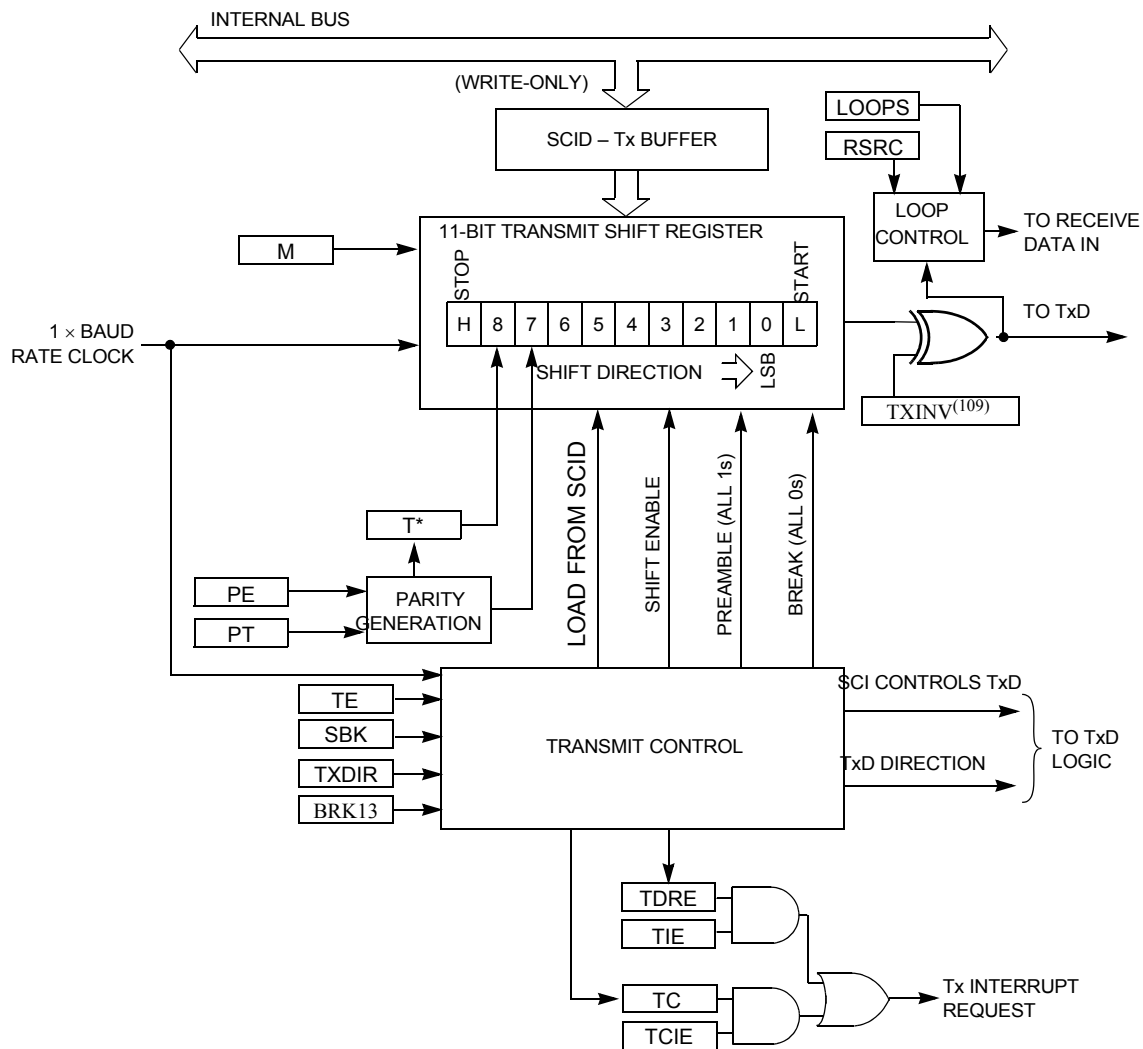 INTERNAL BUS
(WRITE-ONLY)
SCID – Tx BUFFER
LOOPS
RSRC
LOOP
CONTROL
TO RECEIVE
DATA IN
M
11-BIT TRANSMIT SHIFT REGISTER
STOP
START
H 8 7 6 5 4 3 2 1 0 L
SHIFT DIRECTION
LSB
1 × BAUD
RATE CLOCK
TO TxD
TXINV(109)
LOAD FROM SCID
SHIFT ENABLE
PREAMBLE (ALL 1s)
BREAK (ALL 0s)
T*
PE
PT
PARITY
GENERATION
TE
SBK
TXDIR
BRK13
TRANSMIT CONTROL
SCI CONTROLS TxD
TxD DIRECTION
TO TxD
LOGIC
TDRE
TIE
TC
TCIE
Tx INTERRUPT
REQUEST